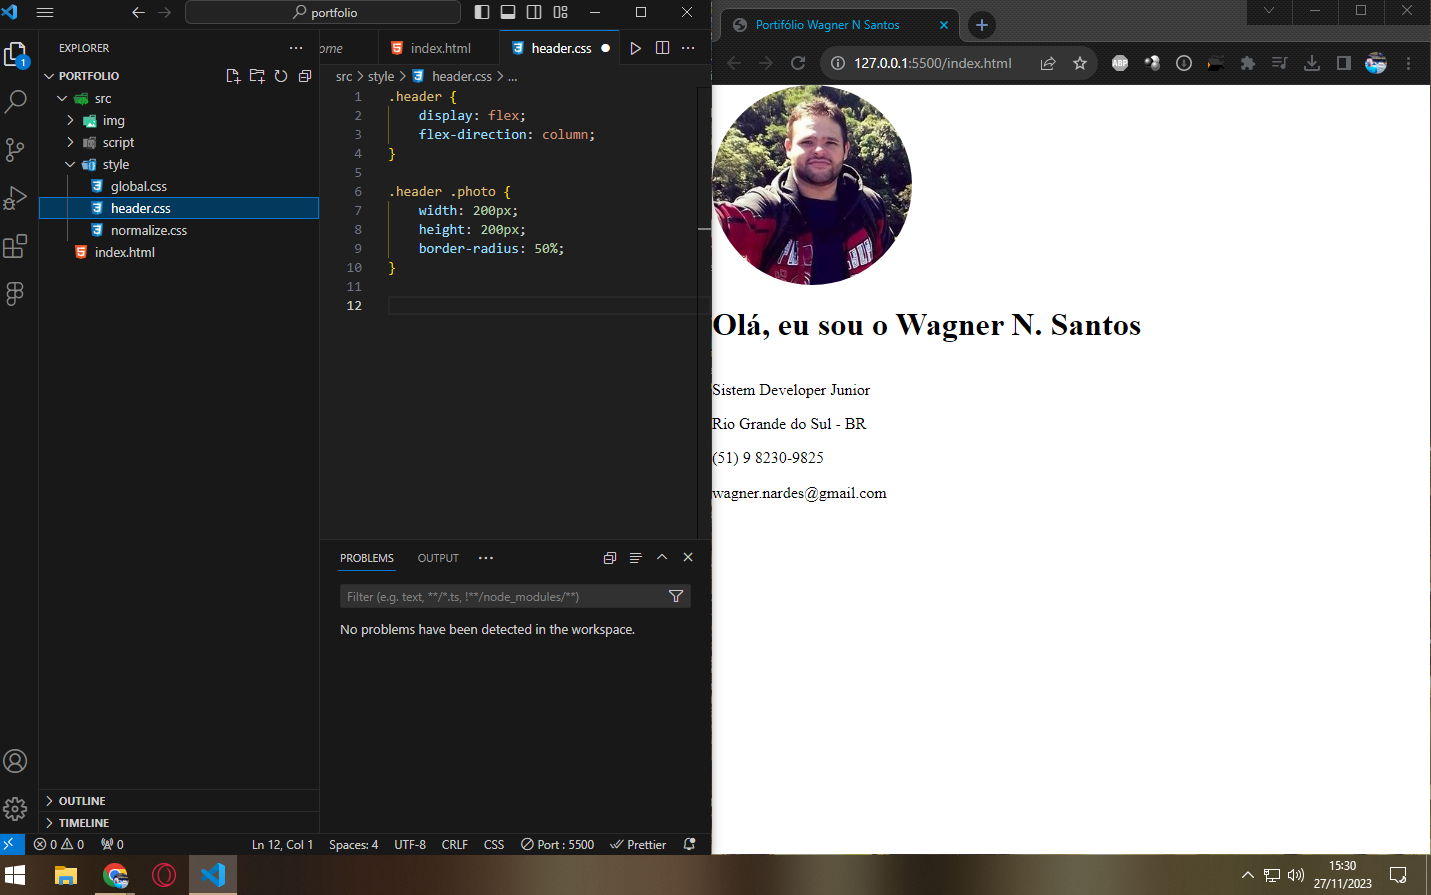 portfolio
EXPLORER
ome
index.html
header.css
PORTFOLIO
src
img
script
style
global.css
header.css
normalize.css
index.html
src > style > header.css > ...
1 .header {
2 display: flex;
3 flex-direction: column;
4 }
5
6 .header .photo {
7 width: 200px;
8 height: 200px;
9 border-radius: 50%;
10 }
11
12
PROBLEMS OUTPUT
Filter (e.g. text, **/*.ts, !**/node_modules/**)
No problems have been detected in the workspace.
1
OUTLINE
TIMELINE
0 0 0 Ln 12, Col 1 Spaces: 4 UTF-8 CRLF CSS Port : 5500 Prettier
Portifólio Wagner N Santos
127.0.0.1:5500/index.html
ABP
Olá, eu sou o Wagner N. Santos
Sistem Developer Junior
Rio Grande do Sul - BR
(51) 9 8230-9825
wagner.nardes@gmail.com
15:30
27/11/2023